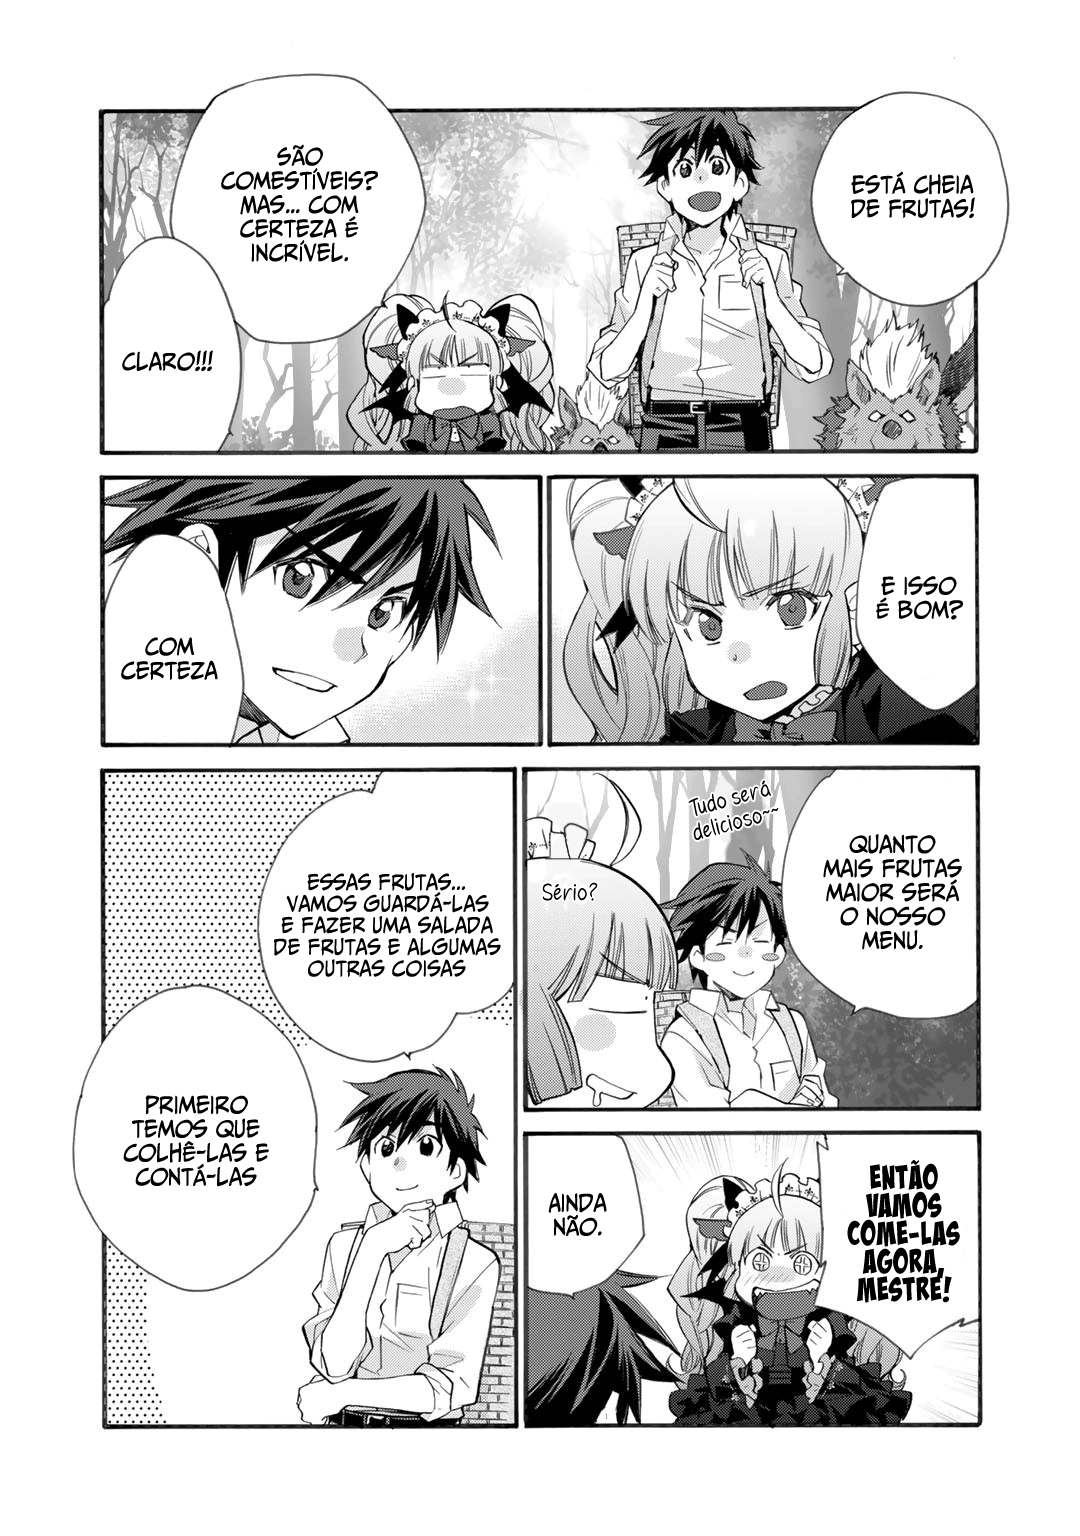 ESTÁ CHEIA
DE FRUTAS!
SÃO
COMESTÍVEIS?
MAS... COM
CERTEZA É
INCRÍVEL.
CLARO!!!
E ISSO
É BOM?
COM
CERTEZA
QUANTO
MAIS FRUTAS
MAIOR SERÁ
O NOSSO
MENU.
Tudo será
delicioso~~
Sério?
ENTÃO
VAMOS
COME-LAS
AGORA,
MESTRE!
AINDA
NÃO.
ESSAS FRUTAS...
VAMOS GUARDÁ-LAS
E FAZER UMA SALADA
DE FRUTAS E ALGUMAS
OUTRAS COISAS
PRIMEIRO
TEMOS QUE
COLHÊ-LAS E
CONTÁ-LAS